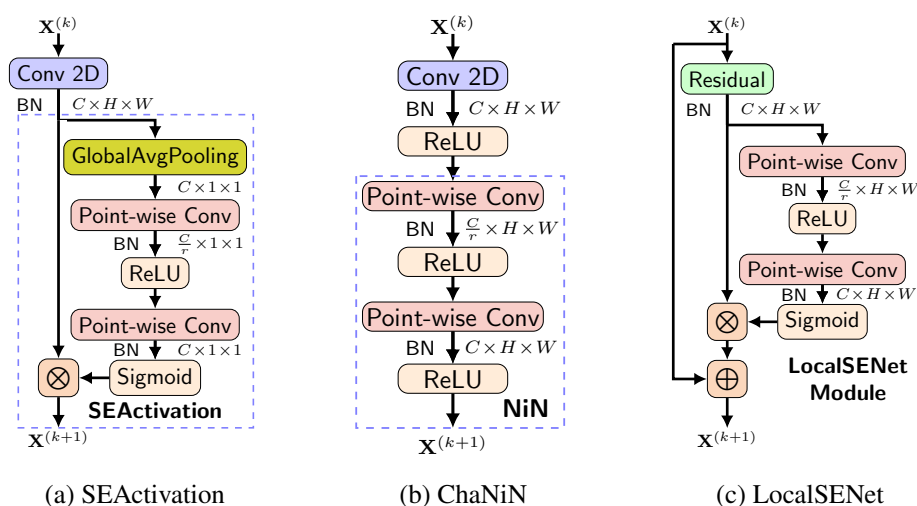 X^(k)
Conv 2D
BN C×H×W
GlobalAvgPooling
C×1×1
Point-wise Conv
BN C/r×1×1
ReLU
Point-wise Conv
BN C×1×1
⊗ Sigmoid
SEActivation
X^(k+1)
(a) SEActivation
X^(k)
Conv 2D
BN C×H×W
ReLU
Point-wise Conv
BN C/r×H×W
ReLU
Point-wise Conv
BN C×H×W
ReLU
NiN
X^(k+1)
(b) ChaNiN
X^(k)
Residual
BN C×H×W
Point-wise Conv
BN C/r×H×W
ReLU
Point-wise Conv
BN C×H×W
⊗ Sigmoid
⊕
LocalSENet
Module
X^(k+1)
(c) LocalSENet